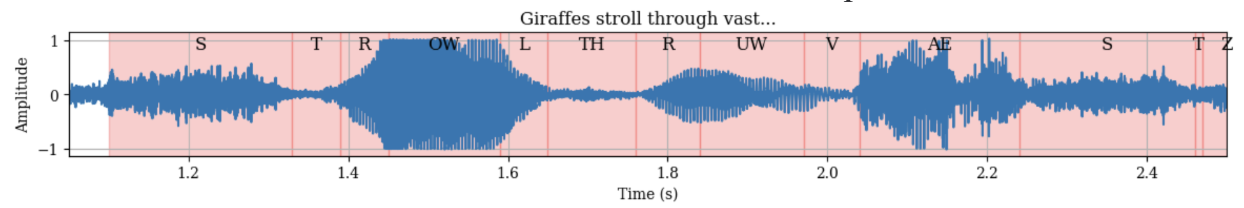 Giraffes stroll through vast...
S T R OW L TH R UW V AE S T Z
1
0
−1
Amplitude
1.2 1.4 1.6 1.8 2.0 2.2 2.4
Time (s)